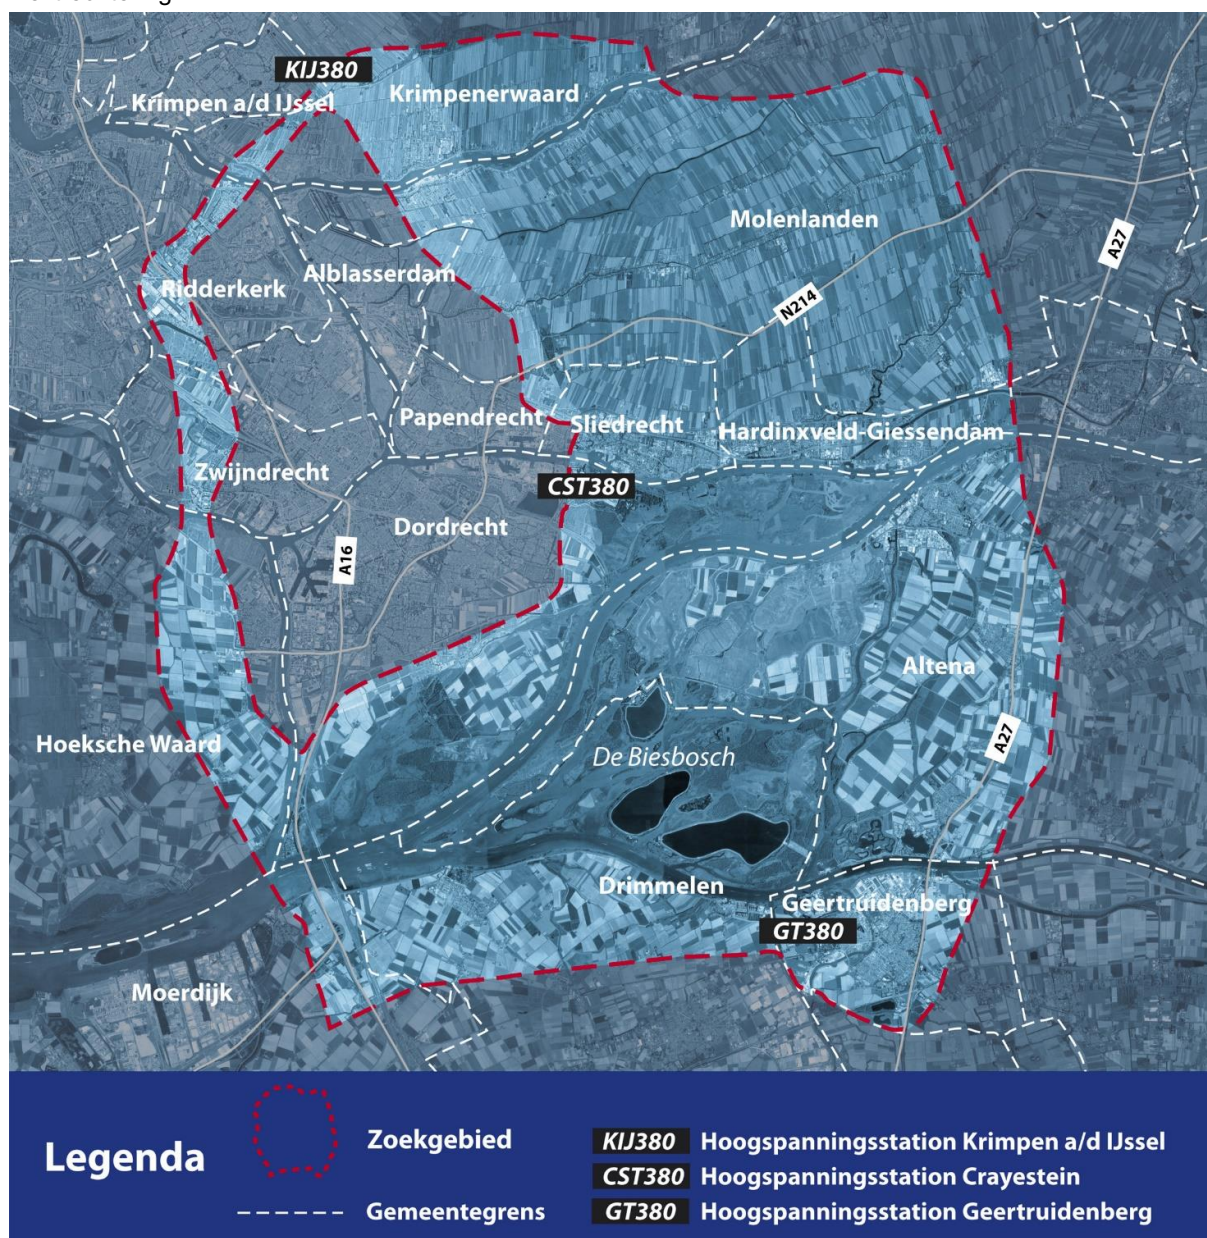 KIJ380
Krimpen a/d IJssel
Krimpenerwaard
Molenlanden
A27
Alblasserdam
Ridderkerk
N214
Papendrecht
Sliedrecht
Hardinxveld-Giessendam
Zwijndrecht
CST380
Dordrecht
A16
Altena
Hoeksche Waard
A27
De Biesbosch
Drimmelen
Geertruidenberg
GT380
Moerdijk
Legenda
Zoekgebied
Gemeentegrens
KIJ380 Hoogspanningsstation Krimpen a/d IJssel
CST380 Hoogspanningsstation Crayestein
GT380 Hoogspanningsstation Geertruidenberg